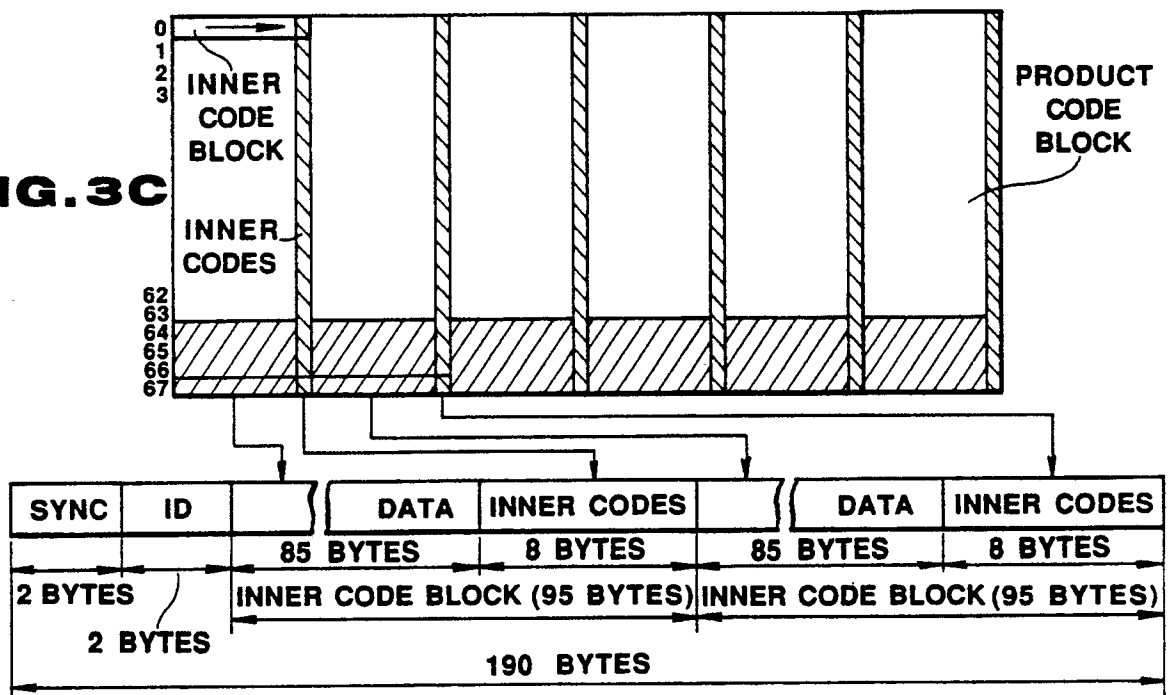 0
1
2
3
INNER
CODE
BLOCK
PRODUCT
CODE
BLOCK
IG.3C
INNER
CODES
62
63
64
65
66
67
SYNC ID DATA INNER CODES DATA INNER CODES
85 BYTES 8 BYTES 85 BYTES 8 BYTES
2 BYTES INNER CODE BLOCK (95 BYTES) INNER CODE BLOCK (95 BYTES)
2 BYTES
190 BYTES